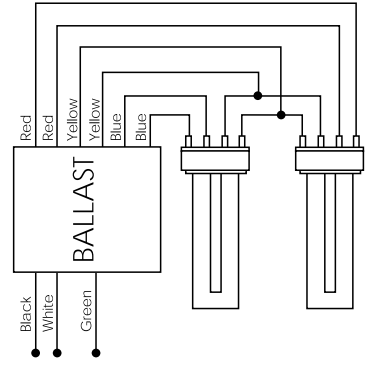 Red
Red
Yellow
Yellow
Blue
Blue
BALLAST
Black
White
Green